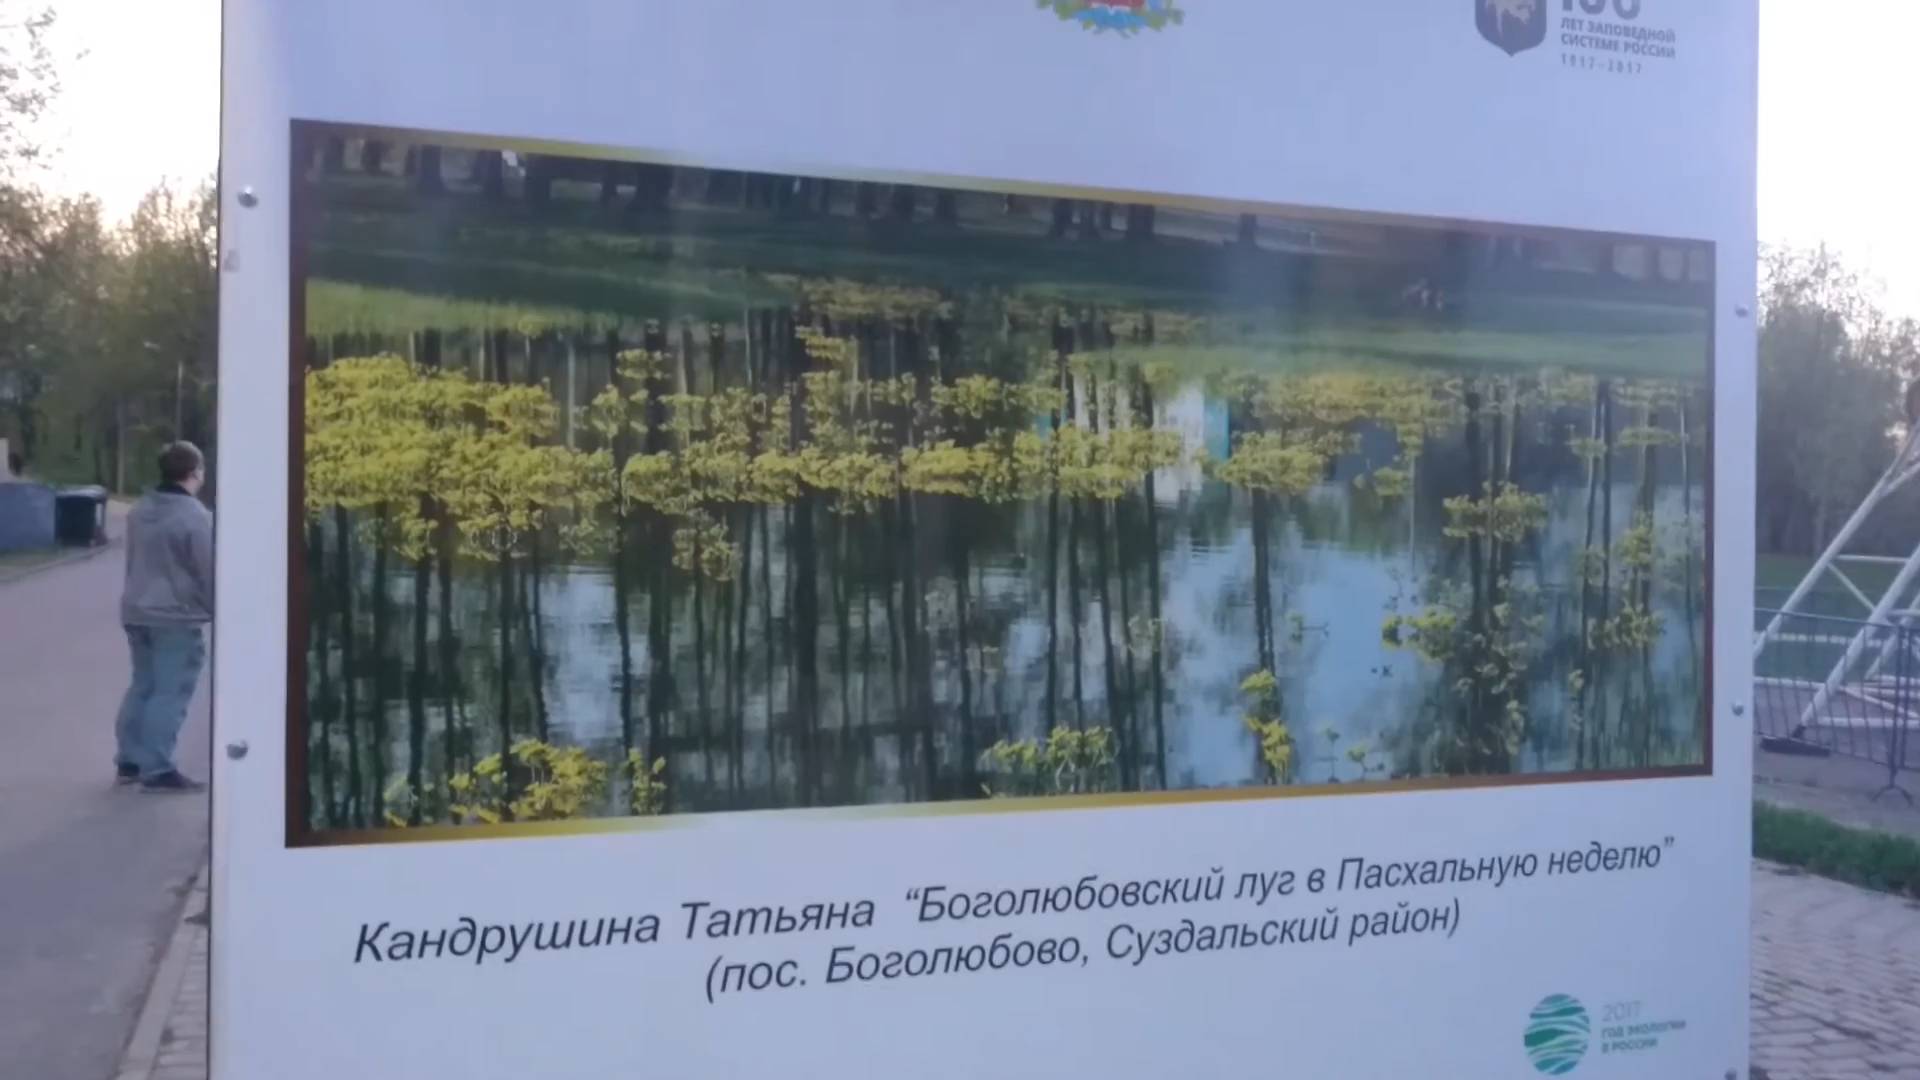 100
ЛЕТ ЗАПОВЕДНОЙ
СИСТЕМЕ РОССИИ
1917-2017
Кандрушина Татьяна “Боголюбовский луг в Пасхальную неделю”
(пос. Боголюбово, Суздальский район)
2017
ГОД ЭКОЛОГИИ
В РОССИИ